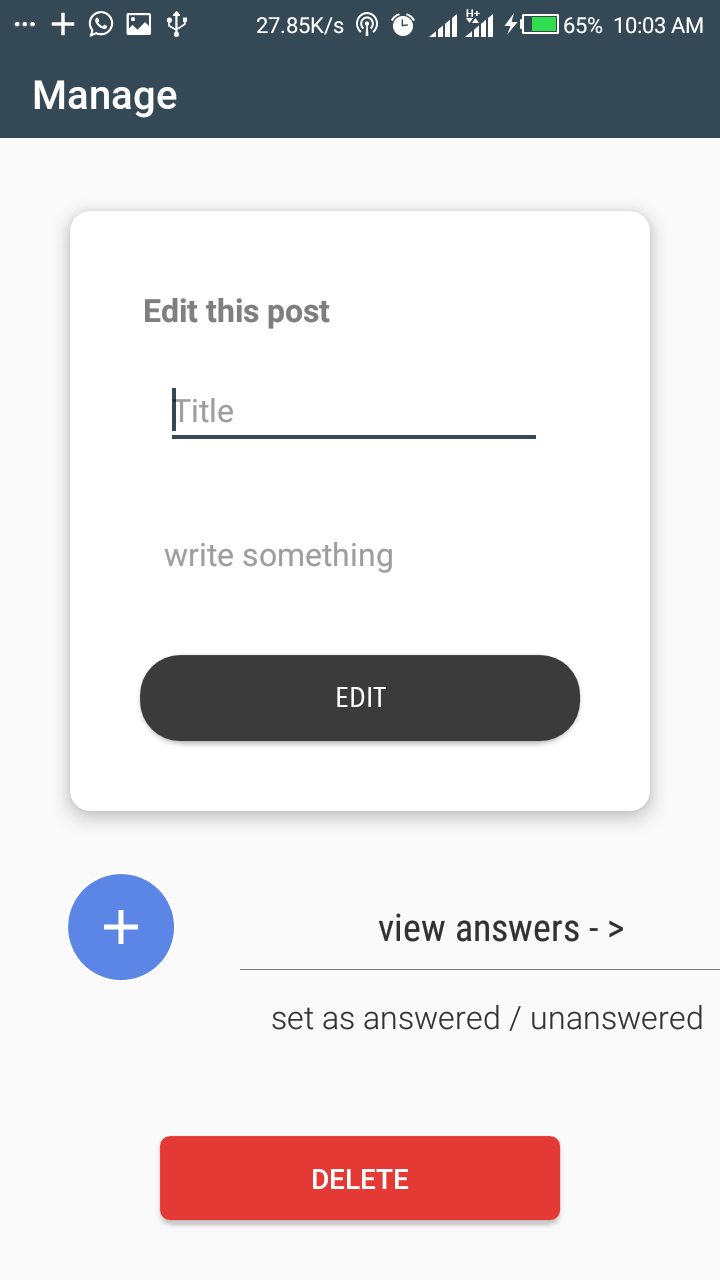 27.85K/s H+ 65% 10:03 AM
Manage
Edit this post
Title
write something
EDIT
view answers - >
set as answered / unanswered
DELETE